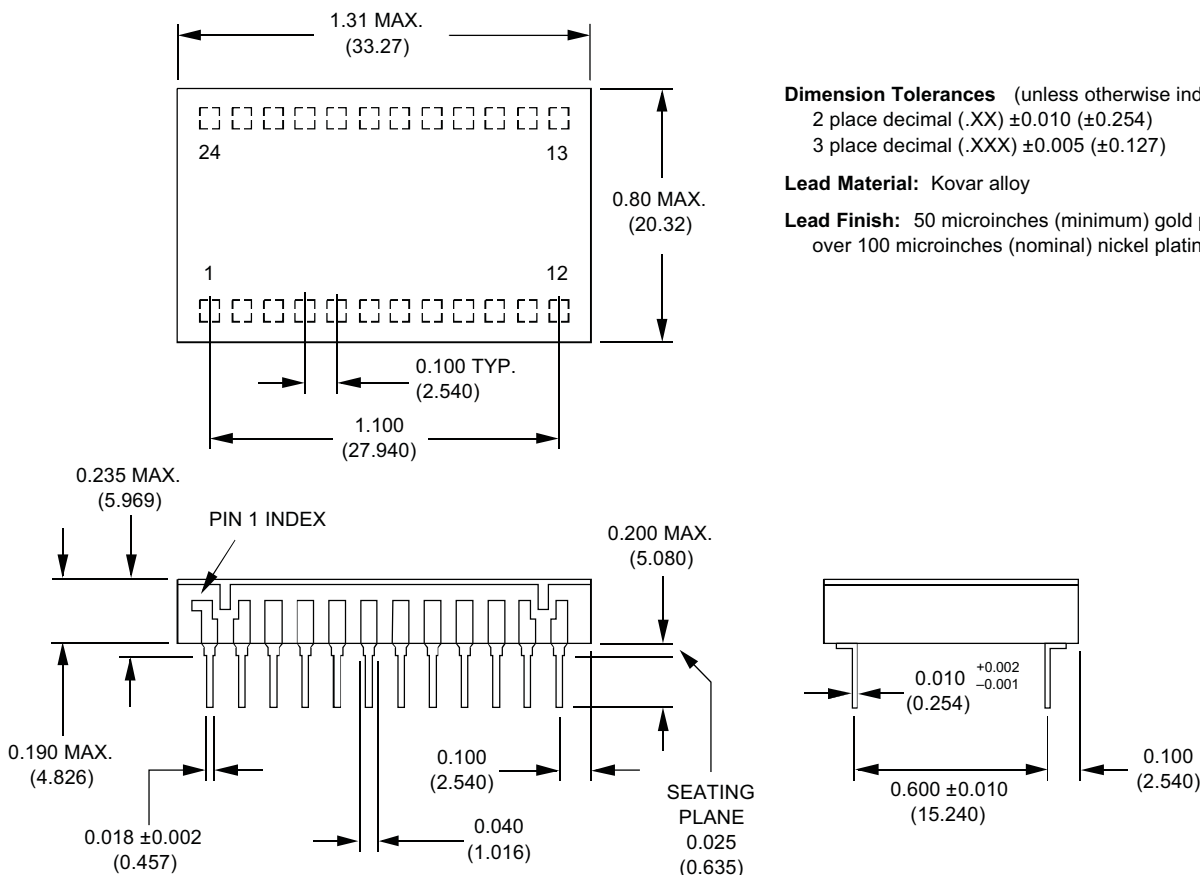 1.31 MAX.
(33.27)
Dimension Tolerances (unless otherwise ind
2 place decimal (.XX) ±0.010 (±0.254)
3 place decimal (.XXX) ±0.005 (±0.127)
Lead Material: Kovar alloy
Lead Finish: 50 microinches (minimum) gold p
over 100 microinches (nominal) nickel platin
24
13
0.80 MAX.
(20.32)
1
12
0.100 TYP.
(2.540)
1.100
(27.940)
0.235 MAX.
(5.969)
PIN 1 INDEX
0.200 MAX.
(5.080)
0.010 +0.002
–0.001
(0.254)
0.190 MAX.
(4.826)
0.100
(2.540)
SEATING
PLANE
0.025
(0.635)
0.600 ±0.010
(15.240)
0.100
(2.540)
0.018 ±0.002
(0.457)
0.040
(1.016)